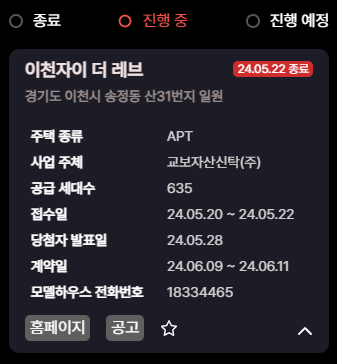 종료 진행 중 진행 예정
이천자이 더 레브 24.05.22 종료
경기도 이천시 송정동 산31번지 일원
주택 종류 APT
사업 주체 교보자산신탁(주)
공급 세대수 635
접수일 24.05.20 ~ 24.05.22
당첨자 발표일 24.05.28
계약일 24.06.09 ~ 24.06.11
모델하우스 전화번호 18334465
홈페이지 공고